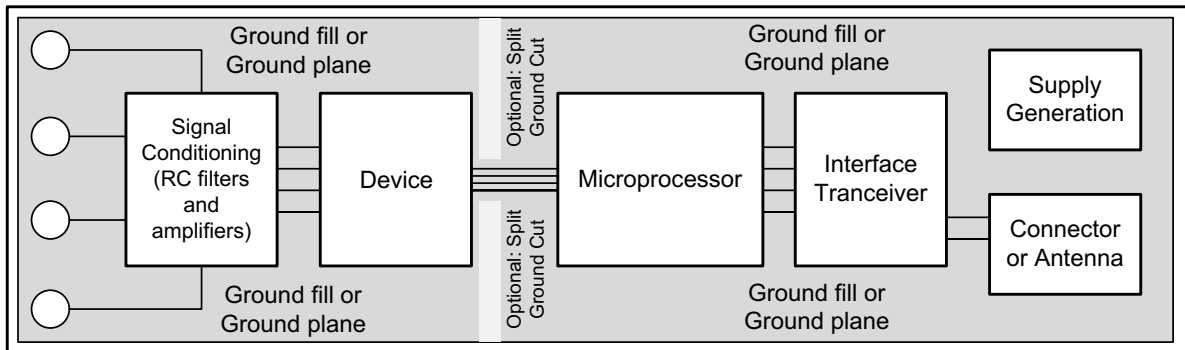 Ground fill or
Ground plane
Optional: Split
Ground Cut
Ground fill or
Ground plane
Supply
Generation
Signal
Conditioning
(RC filters
and
amplifiers)
Device
Microprocessor
Interface
Tranceiver
Connector
or Antenna
Ground fill or
Ground plane
Optional: Split
Ground Cut
Ground fill or
Ground plane